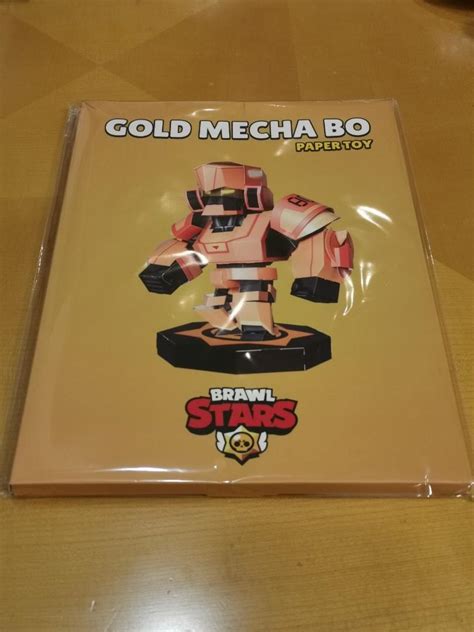 GOLD MECHA BO
PAPER TOY
BRAWL
STARS